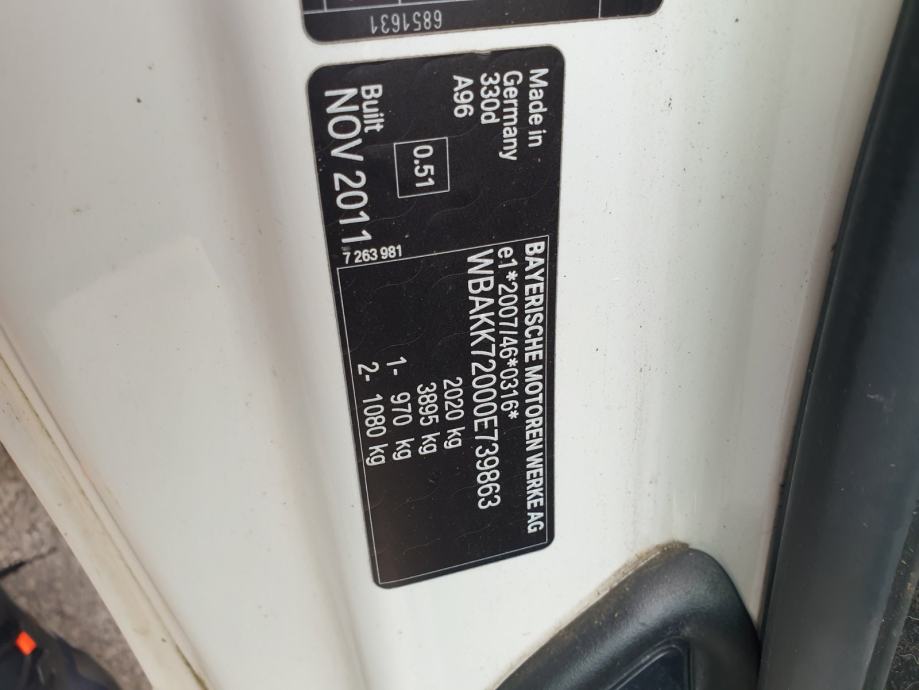 6851631
Made in
Germany
330d
A96
0.51
Built
NOV 2011
7 263 981
BAYERISCHE MOTOREN WERKE AG
e1*2007/46*0316*
WBAKK72000E739863
2020 kg
3895 kg
1- 970 kg
2- 1080 kg